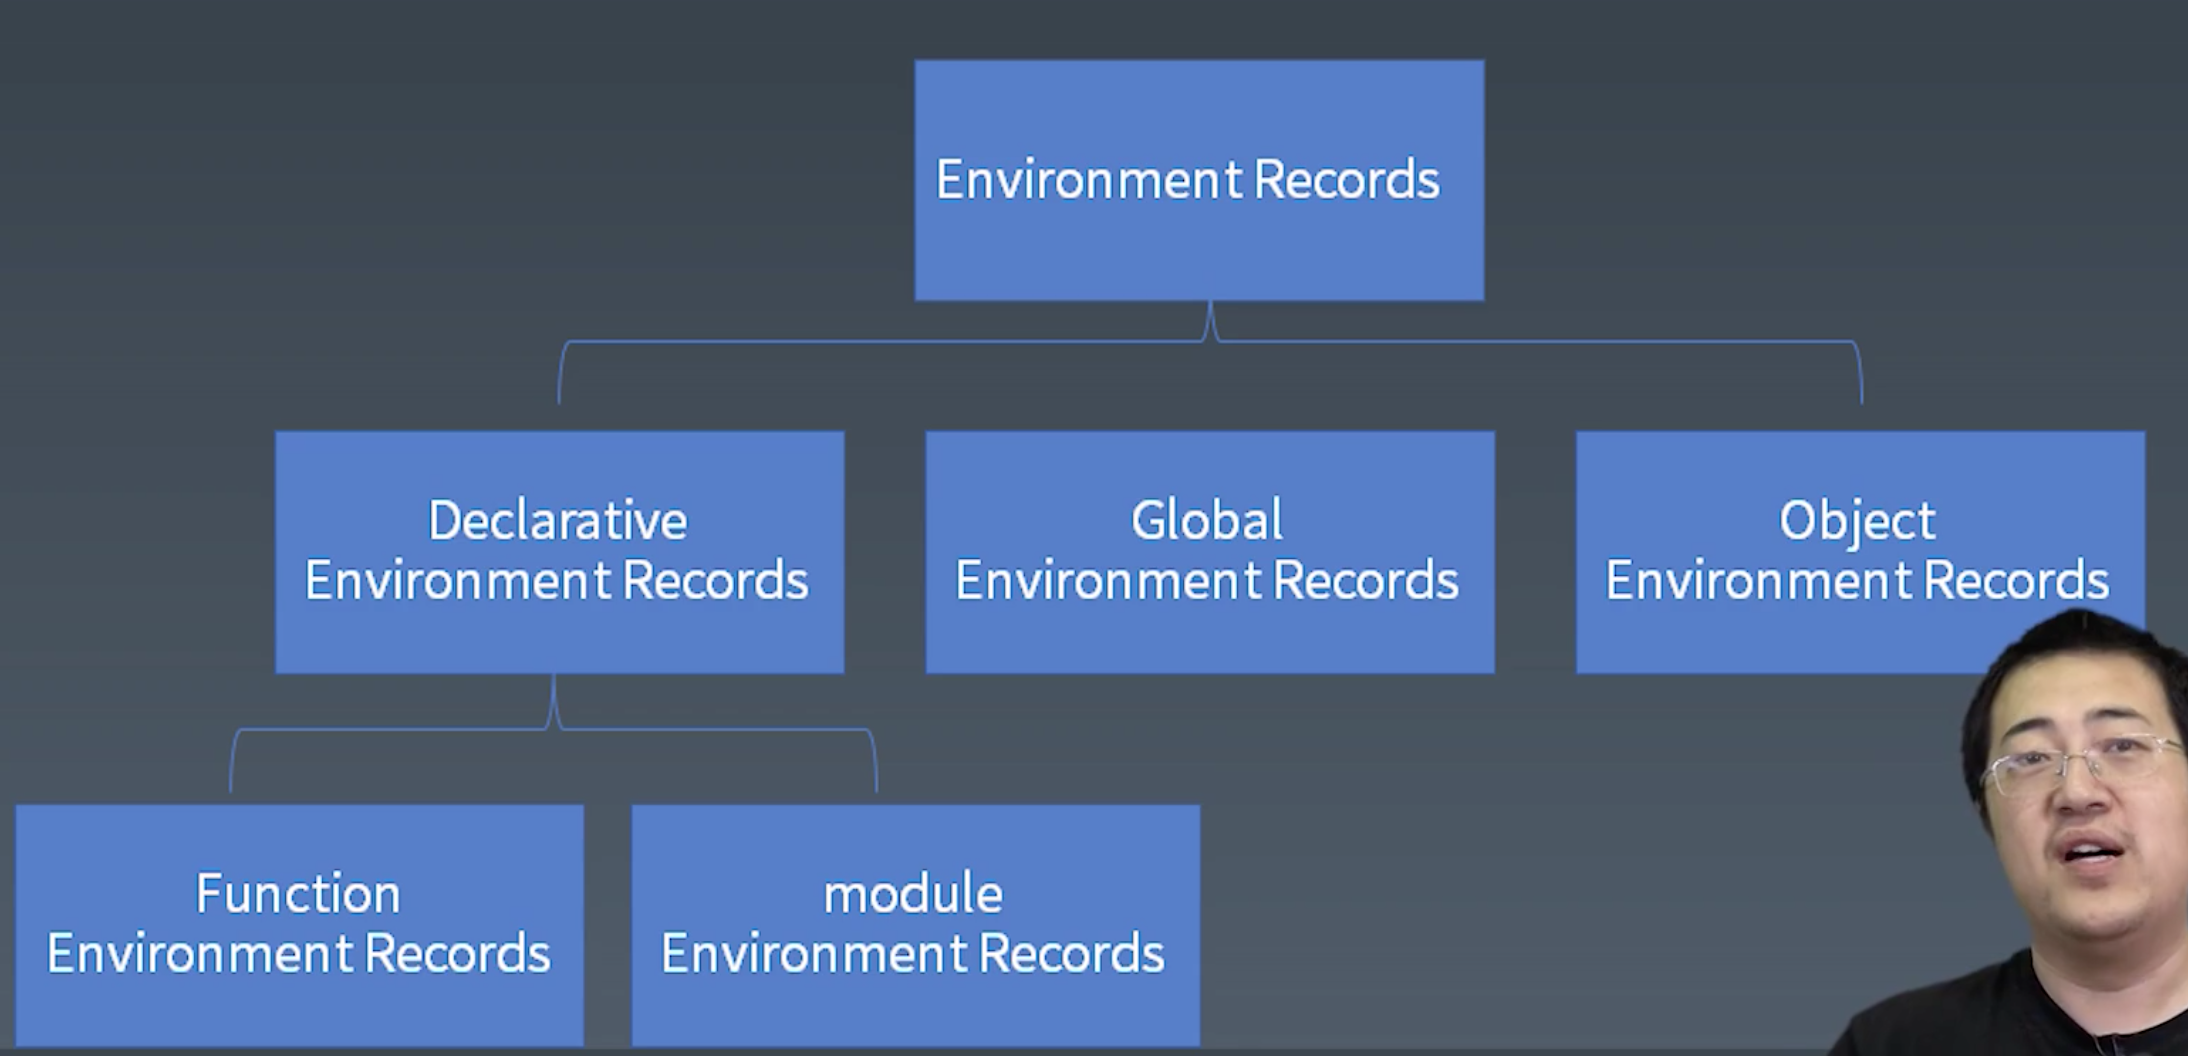 Environment Records
Declarative
Environment Records
Global
Environment Records
Object
Environment Records
Function
Environment Records
module
Environment Records